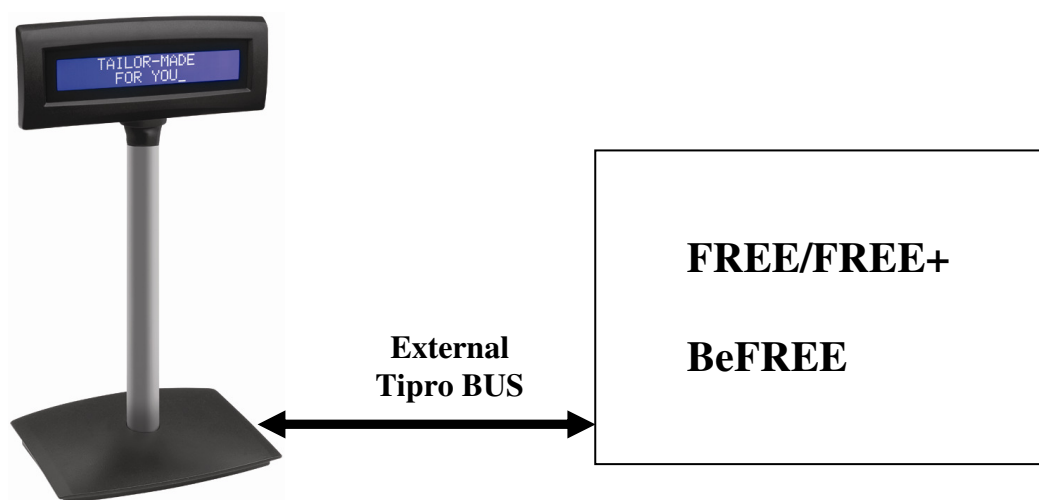 TAILOR-MADE
FOR YOU_
FREE/FREE+
External
Tipro BUS
BeFREE